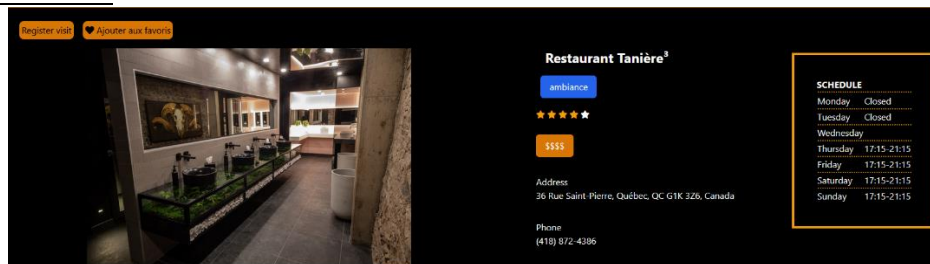 Register visit
Ajouter aux favoris
Restaurant Tanière³
ambiance
$$$$
Address
36 Rue Saint-Pierre, Québec, QC G1K 3Z6, Canada
Phone
(418) 872-4386
SCHEDULE
Monday Closed
Tuesday Closed
Wednesday
Thursday 17:15-21:15
Friday 17:15-21:15
Saturday 17:15-21:15
Sunday 17:15-21:15